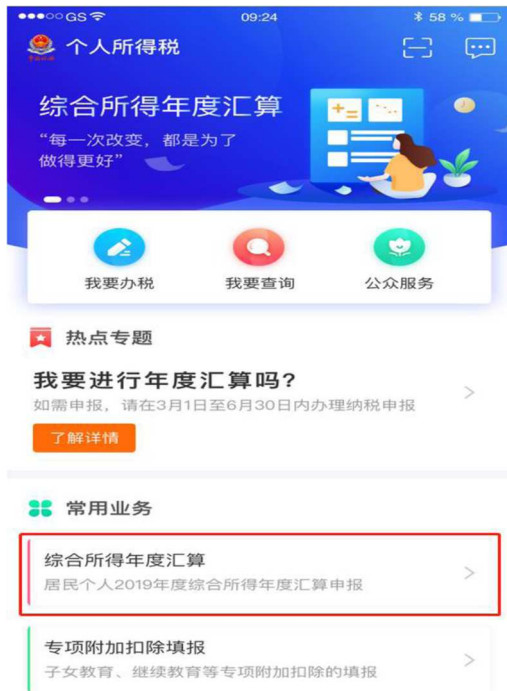 GS 09:24 58 %
个人所得税
综合所得年度汇算
“每一次改变，都是为了
做得更好”
我要办税 我要查询 公众服务
热点专题
我要进行年度汇算吗?
如需申报，请在3月1日至6月30日内办理纳税申报
了解详情
常用业务
综合所得年度汇算
居民个人2019年度综合所得年度汇算申报
专项附加扣除填报
子女教育、继续教育等专项附加扣除的填报